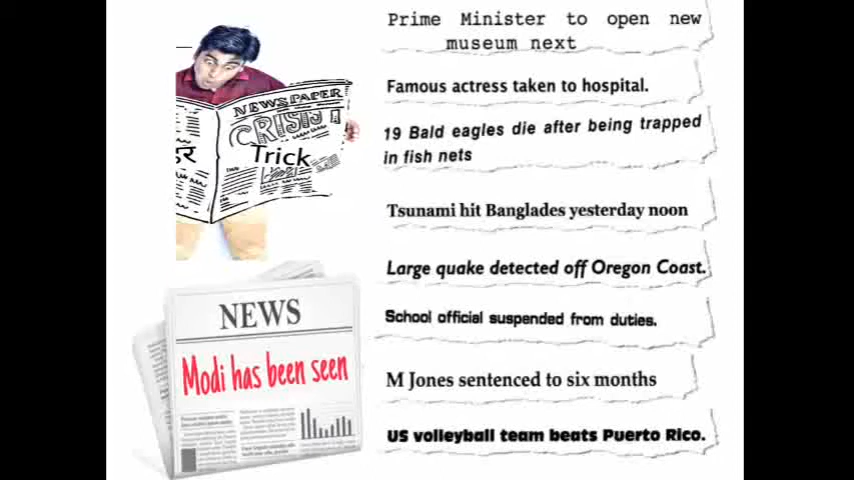 NEWSPAPER
CRISIS
Trick
NEWS
Modi has been seen
Prime Minister to open new
museum next
Famous actress taken to hospital.
19 Bald eagles die after being trapped
in fish nets
Tsunami hit Banglades yesterday noon
Large quake detected off Oregon Coast.
School official suspended from duties.
M Jones sentenced to six months
US volleyball team beats Puerto Rico.